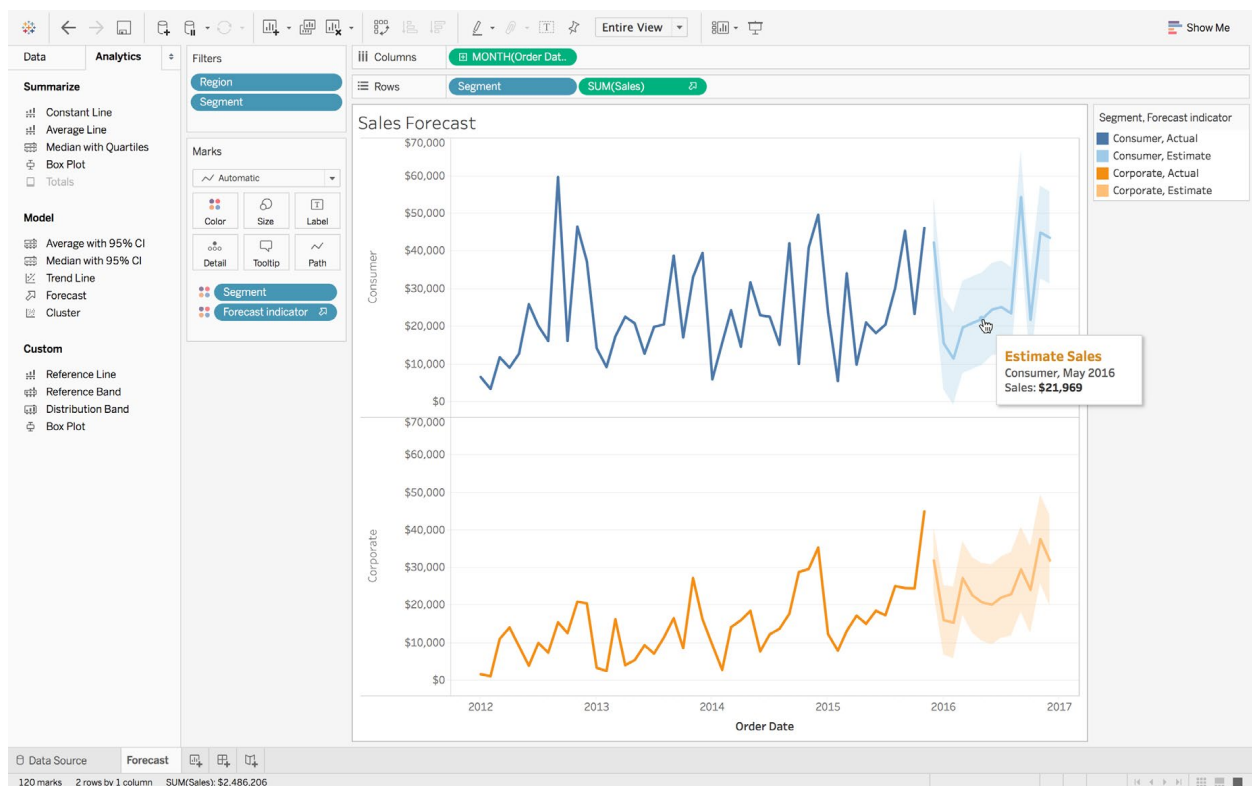 Entire View
Show Me
Data
Analytics
Summarize
Constant Line
Average Line
Median with Quartiles
Box Plot
Totals
Model
Average with 95% CI
Median with 95% CI
Trend Line
Forecast
Cluster
Custom
Reference Line
Reference Band
Distribution Band
Box Plot
Filters
Region
Segment
Marks
Automatic
Color
Size
Label
Detail
Tooltip
Path
Segment
Forecast indicator
Columns
MONTH(Order Dat..
Rows
Segment
SUM(Sales)
Sales Forecast
Consumer
$70,000
$60,000
$50,000
$40,000
$30,000
$20,000
$10,000
$0
Estimate Sales
Consumer, May 2016
Sales: $21,969
Corporate
$70,000
$60,000
$50,000
$40,000
$30,000
$20,000
$10,000
$0
2012
2013
2014
2015
2016
2017
Order Date
Segment, Forecast indicator
Consumer, Actual
Consumer, Estimate
Corporate, Actual
Corporate, Estimate
Data Source
Forecast
120 marks
2 rows by 1 column
SUM(Sales): $2,486,206